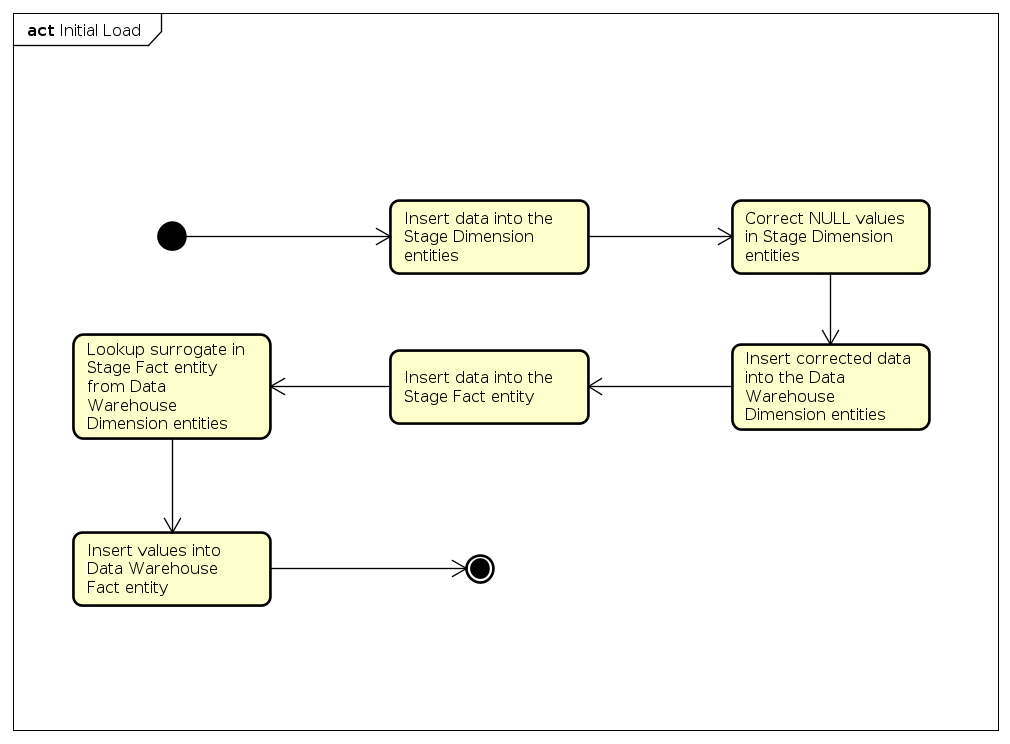 act Initial Load
Insert data into the
Stage Dimension
entities
Correct NULL values
in Stage Dimension
entities
Insert corrected data
into the Data
Warehouse
Dimension entities
Insert data into the
Stage Fact entity
Lookup surrogate in
Stage Fact entity
from Data
Warehouse
Dimension entities
Insert values into
Data Warehouse
Fact entity